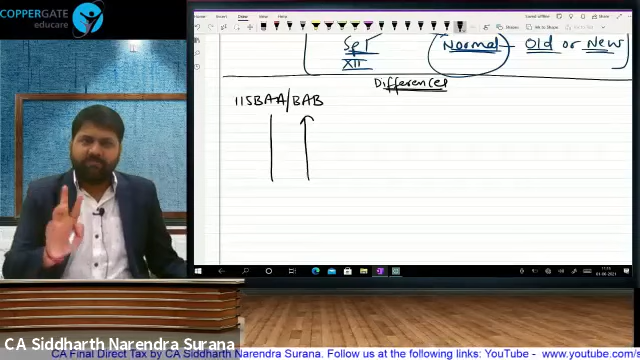 COPPERGATE
educare
Spl Normal - Old or New
XII
Differences
115BAA/BAB
CA Siddharth Narendra Surana
CA Final Direct Tax by CA Siddharth Narendra Surana. Follow us at the following links: YouTube - www.youtube.com/c